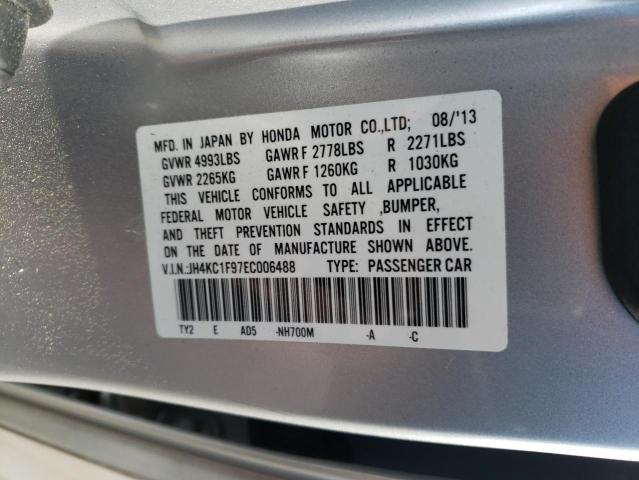 MFD. IN JAPAN BY HONDA MOTOR CO.,LTD; 08/'13
GVWR 4993LBS GAWR F 2778LBS R 2271LBS
GVWR 2265KG GAWR F 1260KG R 1030KG
THIS VEHICLE CONFORMS TO ALL APPLICABLE
FEDERAL MOTOR VEHICLE SAFETY ,BUMPER,
AND THEFT PREVENTION STANDARDS IN EFFECT
ON THE DATE OF MANUFACTURE SHOWN ABOVE.
V.I.N.:JH4KC1F97EC006488 TYPE: PASSENGER CAR
TY2 E AD5 -NH700M -A -C